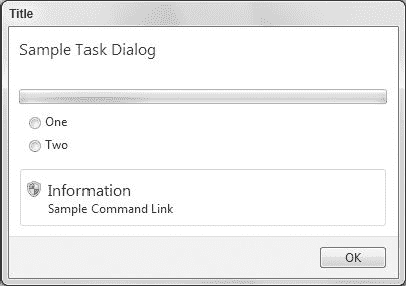 Title
Sample Task Dialog
One
Two
Information
Sample Command Link
OK